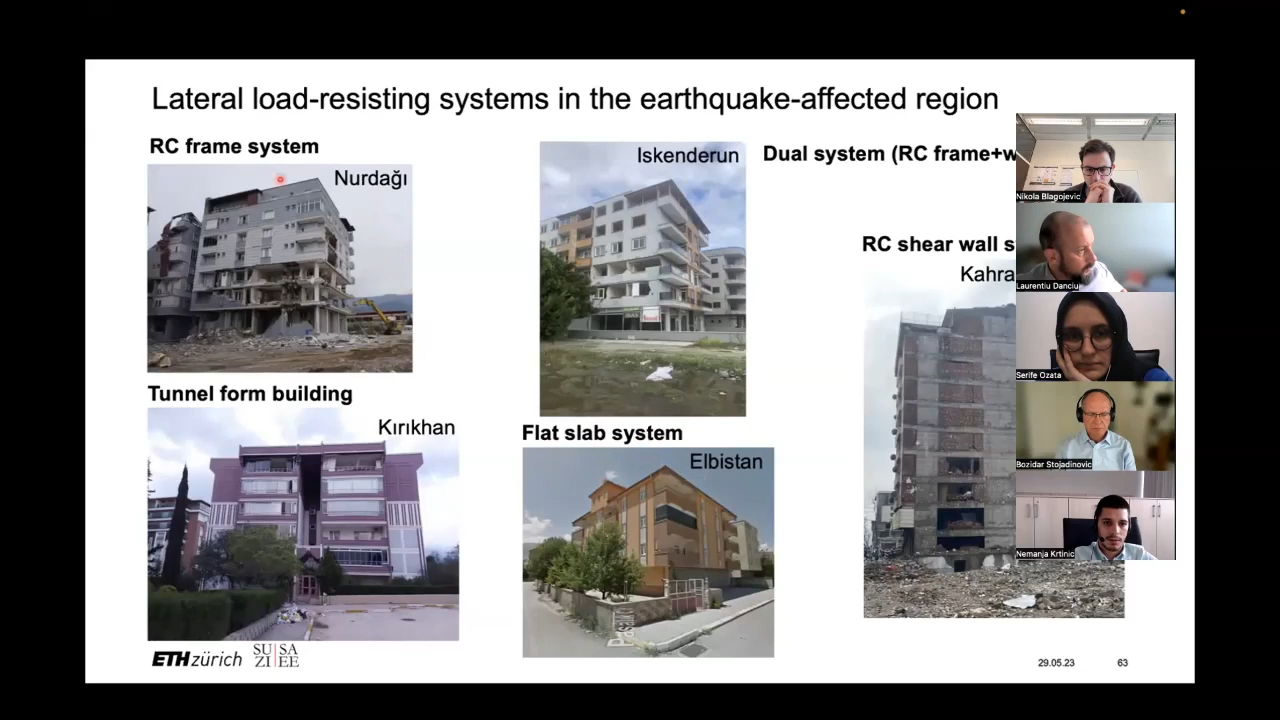 Lateral load-resisting systems in the earthquake-affected region
RC frame system
Nurdağı
Iskenderun
Dual system (RC frame+w
RC shear wall s
Kahra
Tunnel form building
Kırıkhan
Flat slab system
Elbistan
Nikola Blagojevic
Laurentiu Danciu
Serife Ozata
Bozidar Stojadinovic
Nemanja Krtinic
ETH zürich
SU|SA
ZI|EE
29.05.23
63